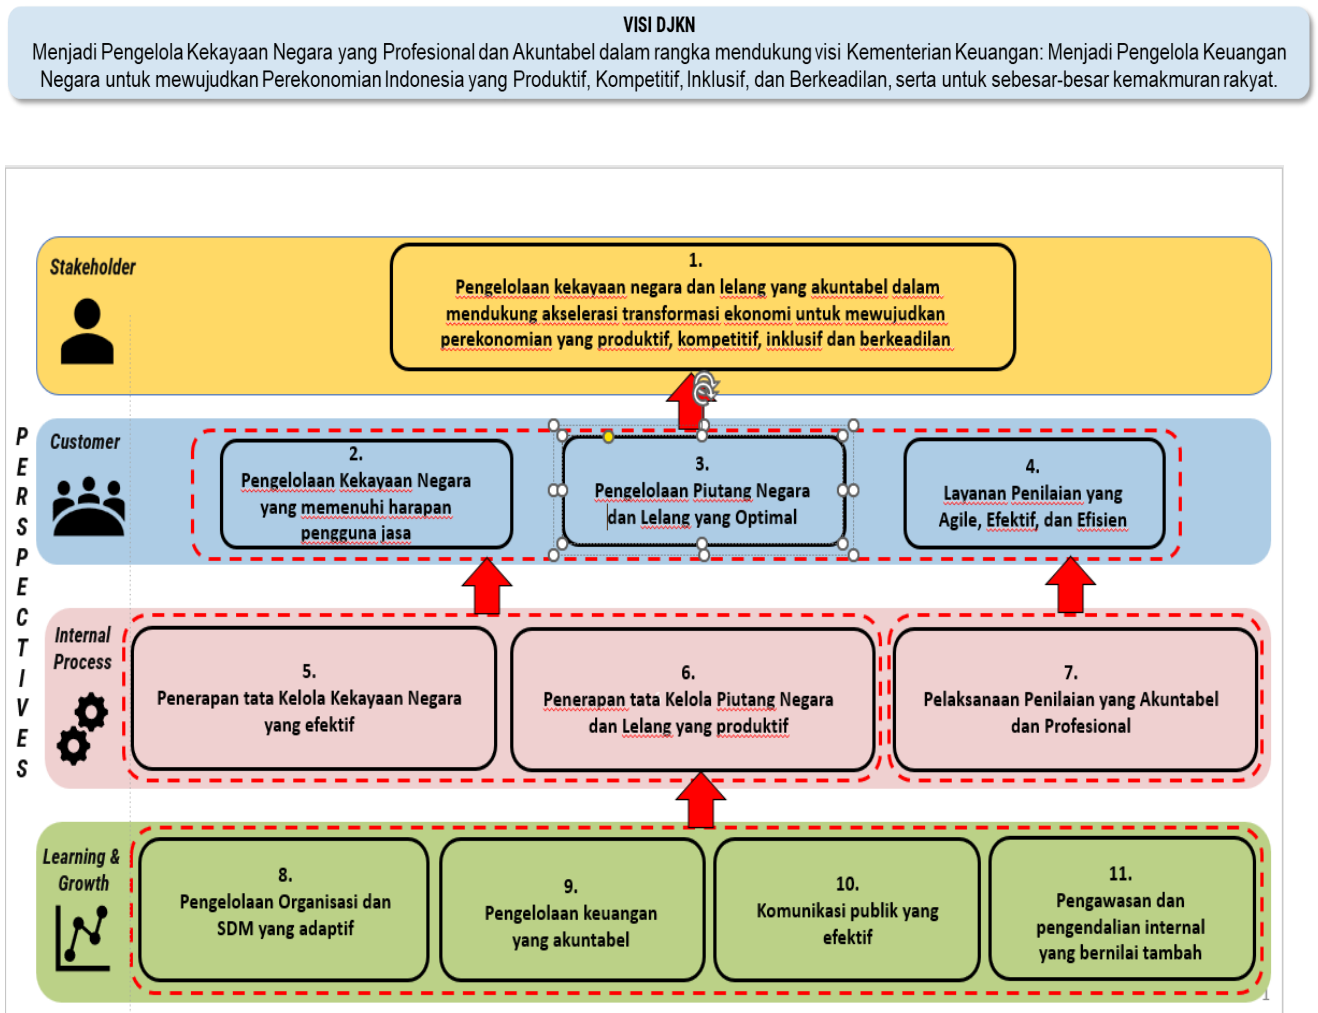 VISI DJKN
Menjadi Pengelola Kekayaan Negara yang Profesional dan Akuntabel dalam rangka mendukung visi Kementerian Keuangan: Menjadi Pengelola Keuangan
Negara untuk mewujudkan Perekonomian Indonesia yang Produktif, Kompetitif, Inklusif, dan Berkeadilan, serta untuk sebesar-besar kemakmuran rakyat.
PERSPECTIVES
Stakeholder
1.
Pengelolaan kekayaan negara dan lelang yang akuntabel dalam
mendukung akselerasi transformasi ekonomi untuk mewujudkan
perekonomian yang produktif, kompetitif, inklusif dan berkeadilan
Customer
2.
Pengelolaan Kekayaan Negara
yang memenuhi harapan
pengguna jasa
3.
Pengelolaan Piutang Negara
dan Lelang yang Optimal
4.
Layanan Penilaian yang
Agile, Efektif, dan Efisien
Internal
Process
5.
Penerapan tata Kelola Kekayaan Negara
yang efektif
6.
Penerapan tata Kelola Piutang Negara
dan Lelang yang produktif
7.
Pelaksanaan Penilaian yang Akuntabel
dan Profesional
Learning &
Growth
8.
Pengelolaan Organisasi dan
SDM yang adaptif
9.
Pengelolaan keuangan
yang akuntabel
10.
Komunikasi publik yang
efektif
11.
Pengawasan dan
pengendalian internal
yang bernilai tambah
1